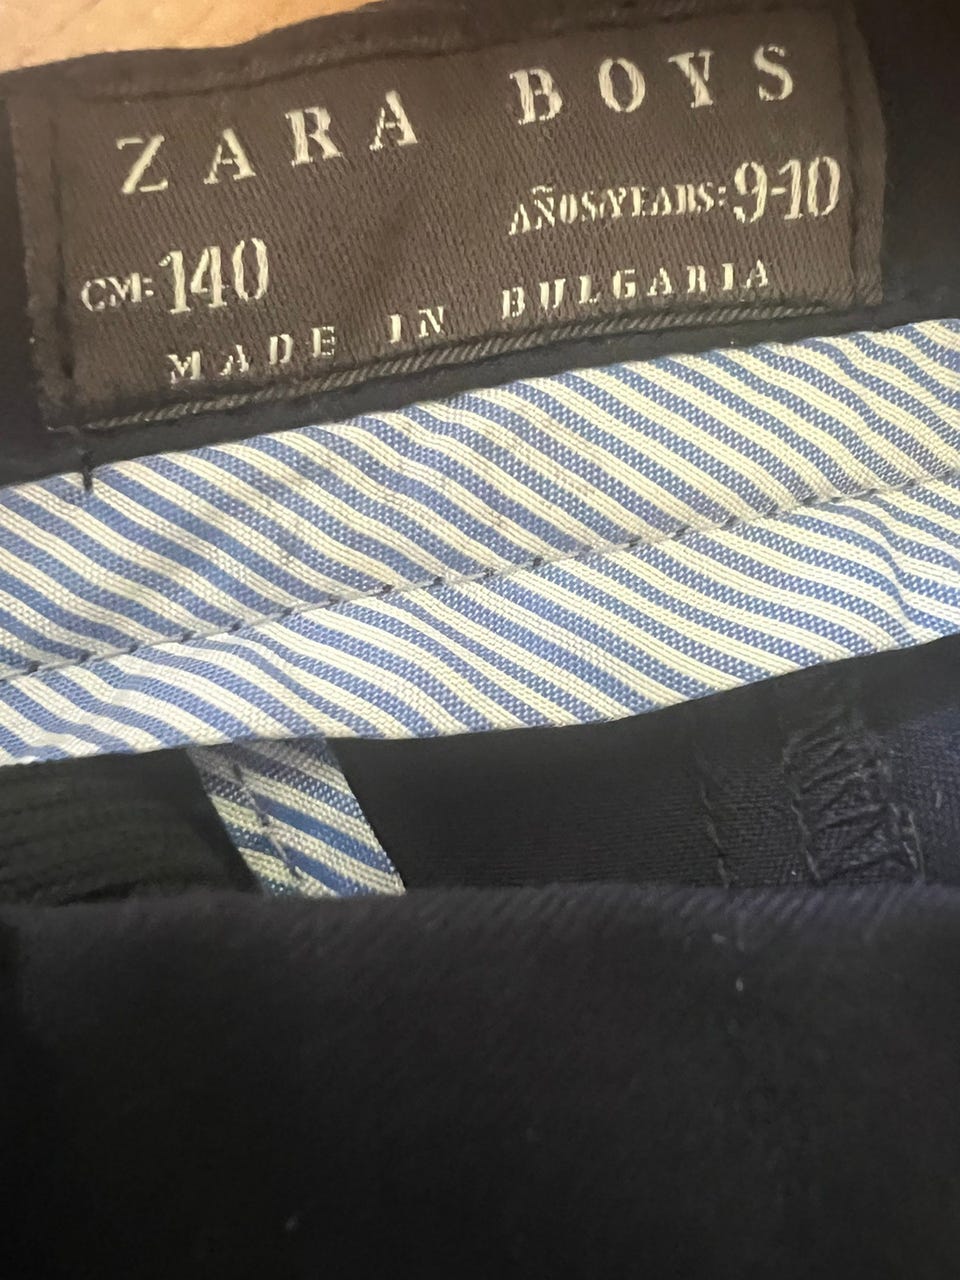 ZARA BOYS
AÑOS/YEARS: 9-10
CM: 140
MADE IN BULGARIA